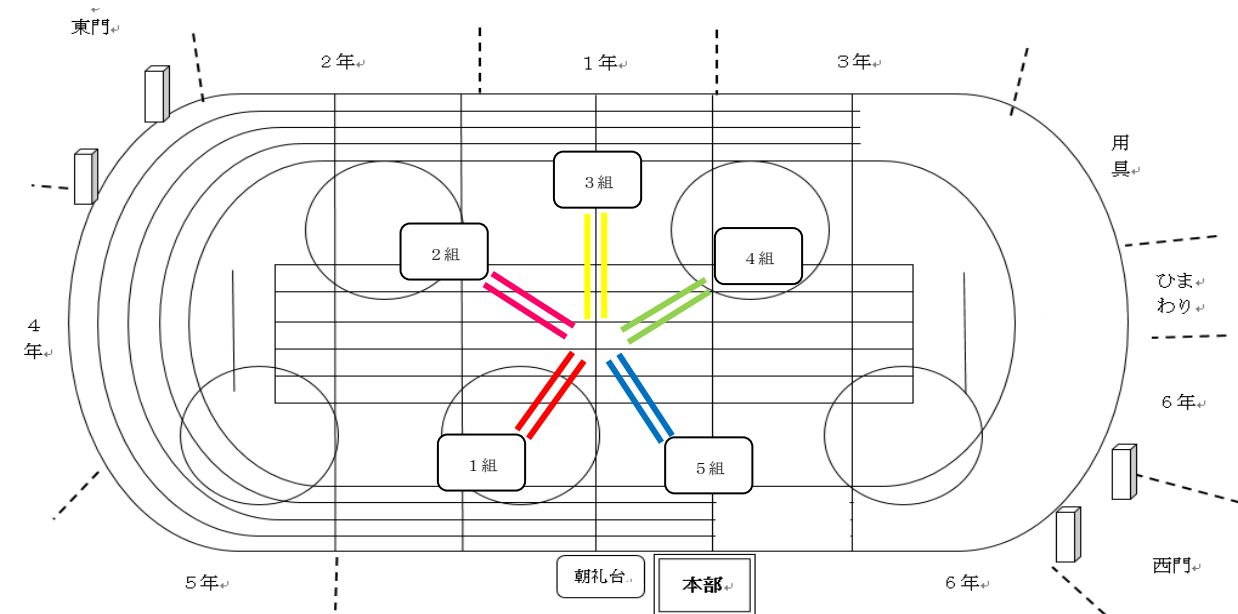 東門
２年
１年
３年
用
具
３組
２組
４組
ひま
わり
４
年
６年
１組
５組
５年
朝礼台
本部
６年
西門